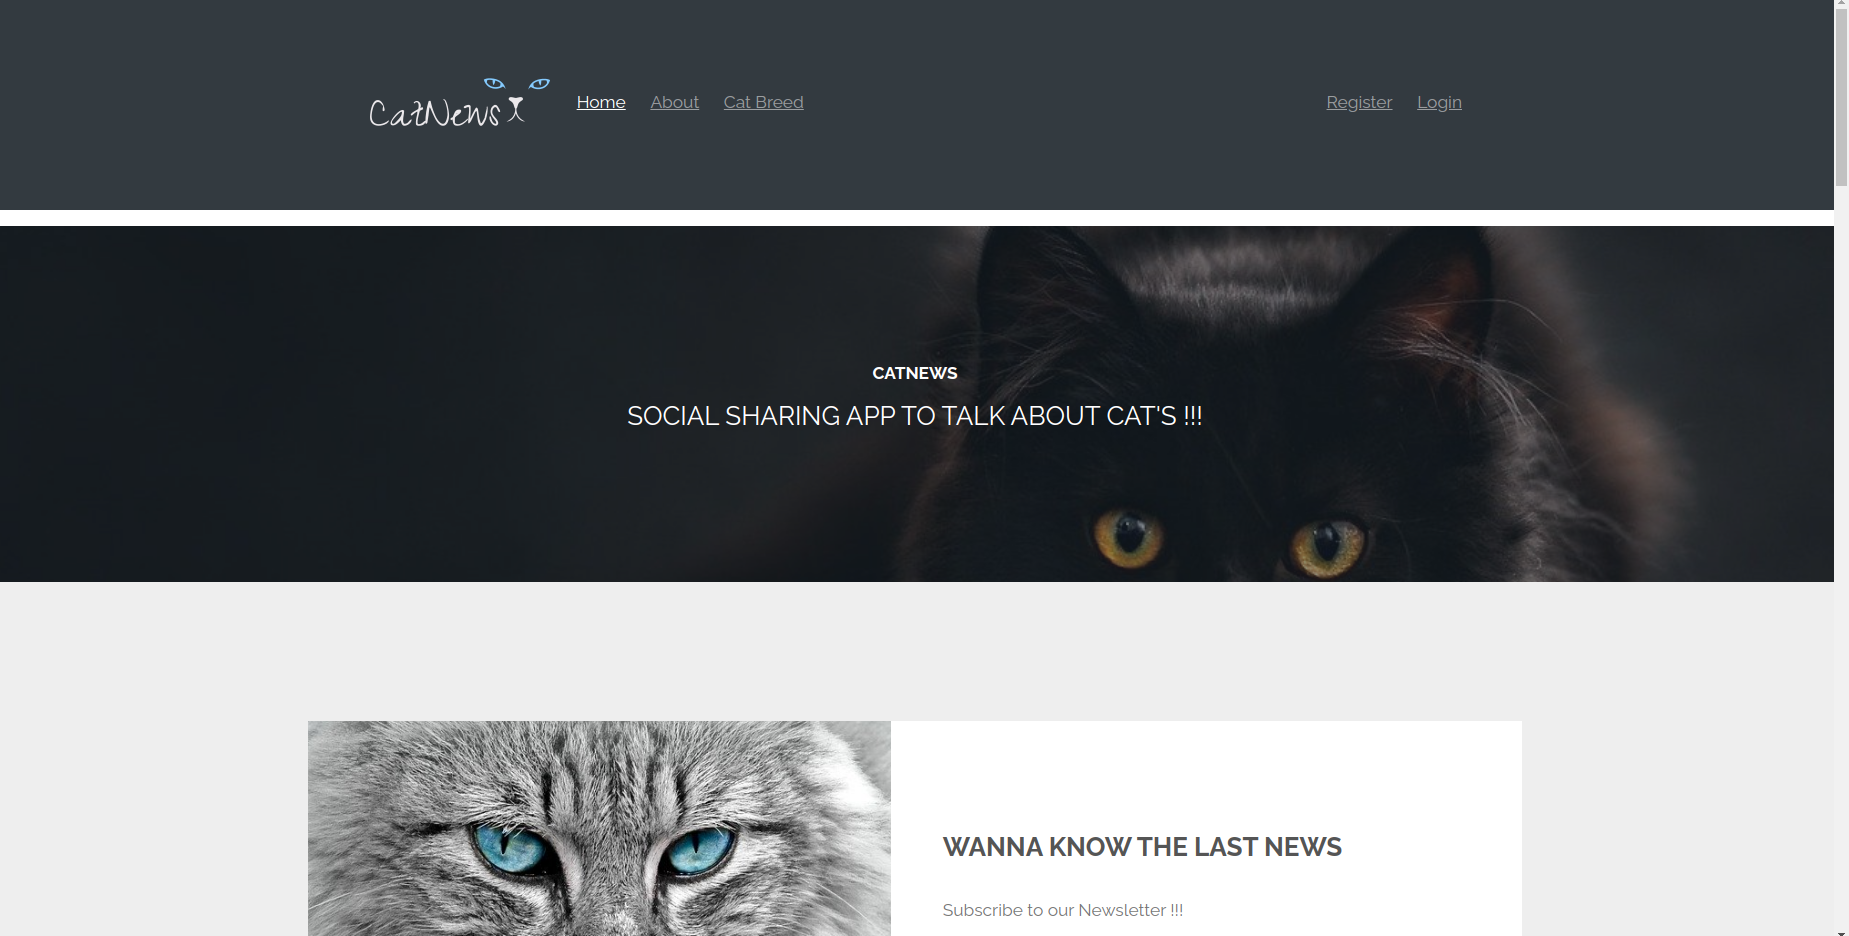 CatNews
Home About Cat Breed
Register Login
CATNEWS
SOCIAL SHARING APP TO TALK ABOUT CAT'S !!!
WANNA KNOW THE LAST NEWS
Subscribe to our Newsletter !!!